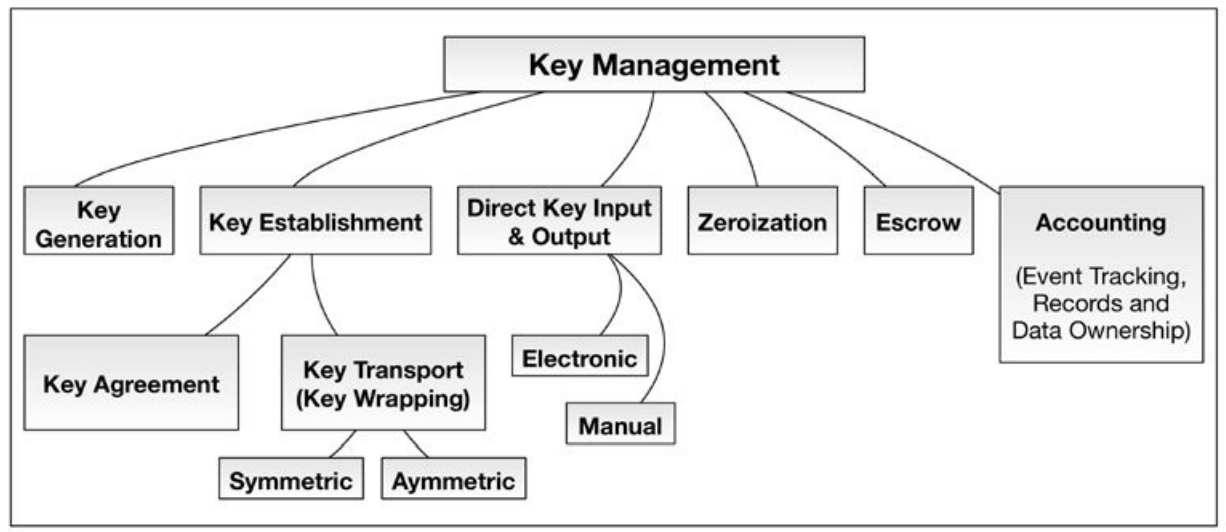 Key Management
Key
Generation
Key Establishment
Direct Key Input
& Output
Zeroization
Escrow
Accounting
(Event Tracking,
Records and
Data Ownership)
Key Agreement
Key Transport
(Key Wrapping)
Electronic
Manual
Symmetric
Aymmetric